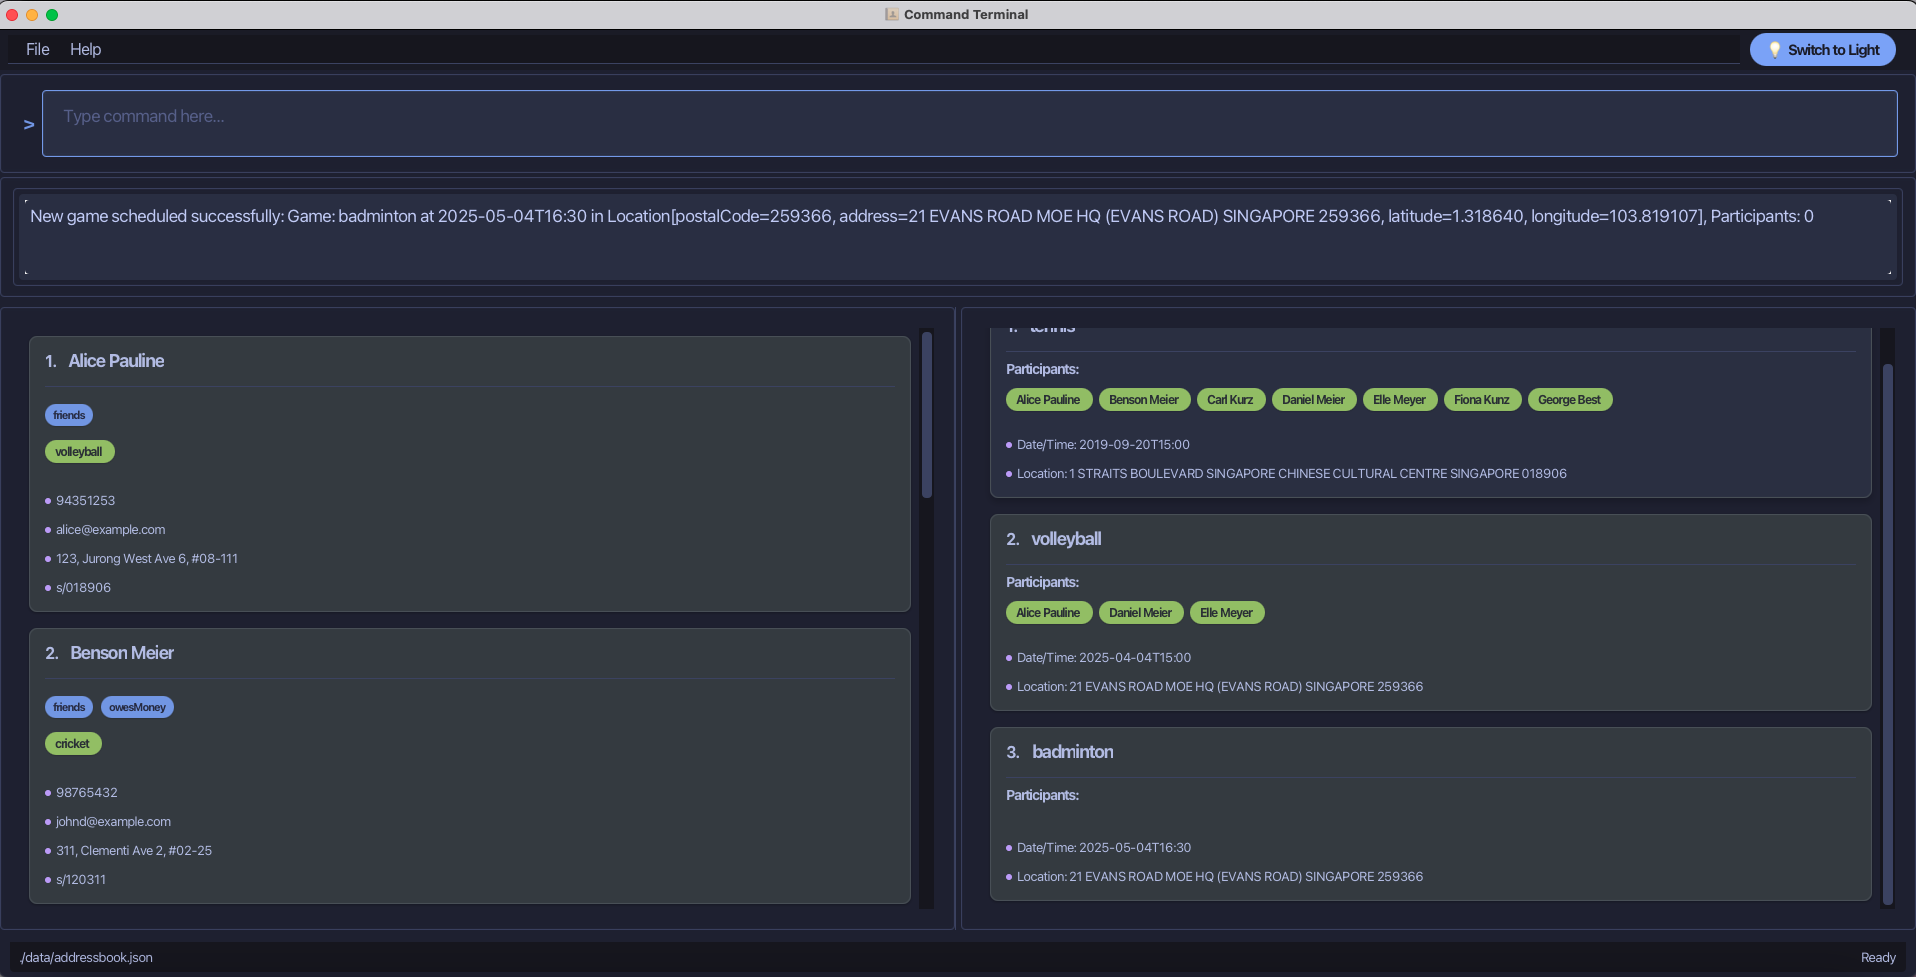 Command Terminal
File Help
💡 Switch to Light
>
Type command here...
New game scheduled successfully: Game: badminton at 2025-05-04T16:30 in Location[postalCode=259366, address=21 EVANS ROAD MOE HQ (EVANS ROAD) SINGAPORE 259366, latitude=1.318640, longitude=103.819107], Participants: 0
1. Alice Pauline
friends
volleyball
94351253
alice@example.com
123, Jurong West Ave 6, #08-111
s/018906
2. Benson Meier
friends owesMoney
cricket
98765432
johnd@example.com
311, Clementi Ave 2, #02-25
s/120311
1. tennis
Participants:
Alice Pauline Benson Meier Carl Kurz Daniel Meier Elle Meyer Fiona Kunz George Best
Date/Time: 2019-09-20T15:00
Location: 1 STRAITS BOULEVARD SINGAPORE CHINESE CULTURAL CENTRE SINGAPORE 018906
2. volleyball
Participants:
Alice Pauline Daniel Meier Elle Meyer
Date/Time: 2025-04-04T15:00
Location: 21 EVANS ROAD MOE HQ (EVANS ROAD) SINGAPORE 259366
3. badminton
Participants:
Date/Time: 2025-05-04T16:30
Location: 21 EVANS ROAD MOE HQ (EVANS ROAD) SINGAPORE 259366
./data/addressbook.json
Ready